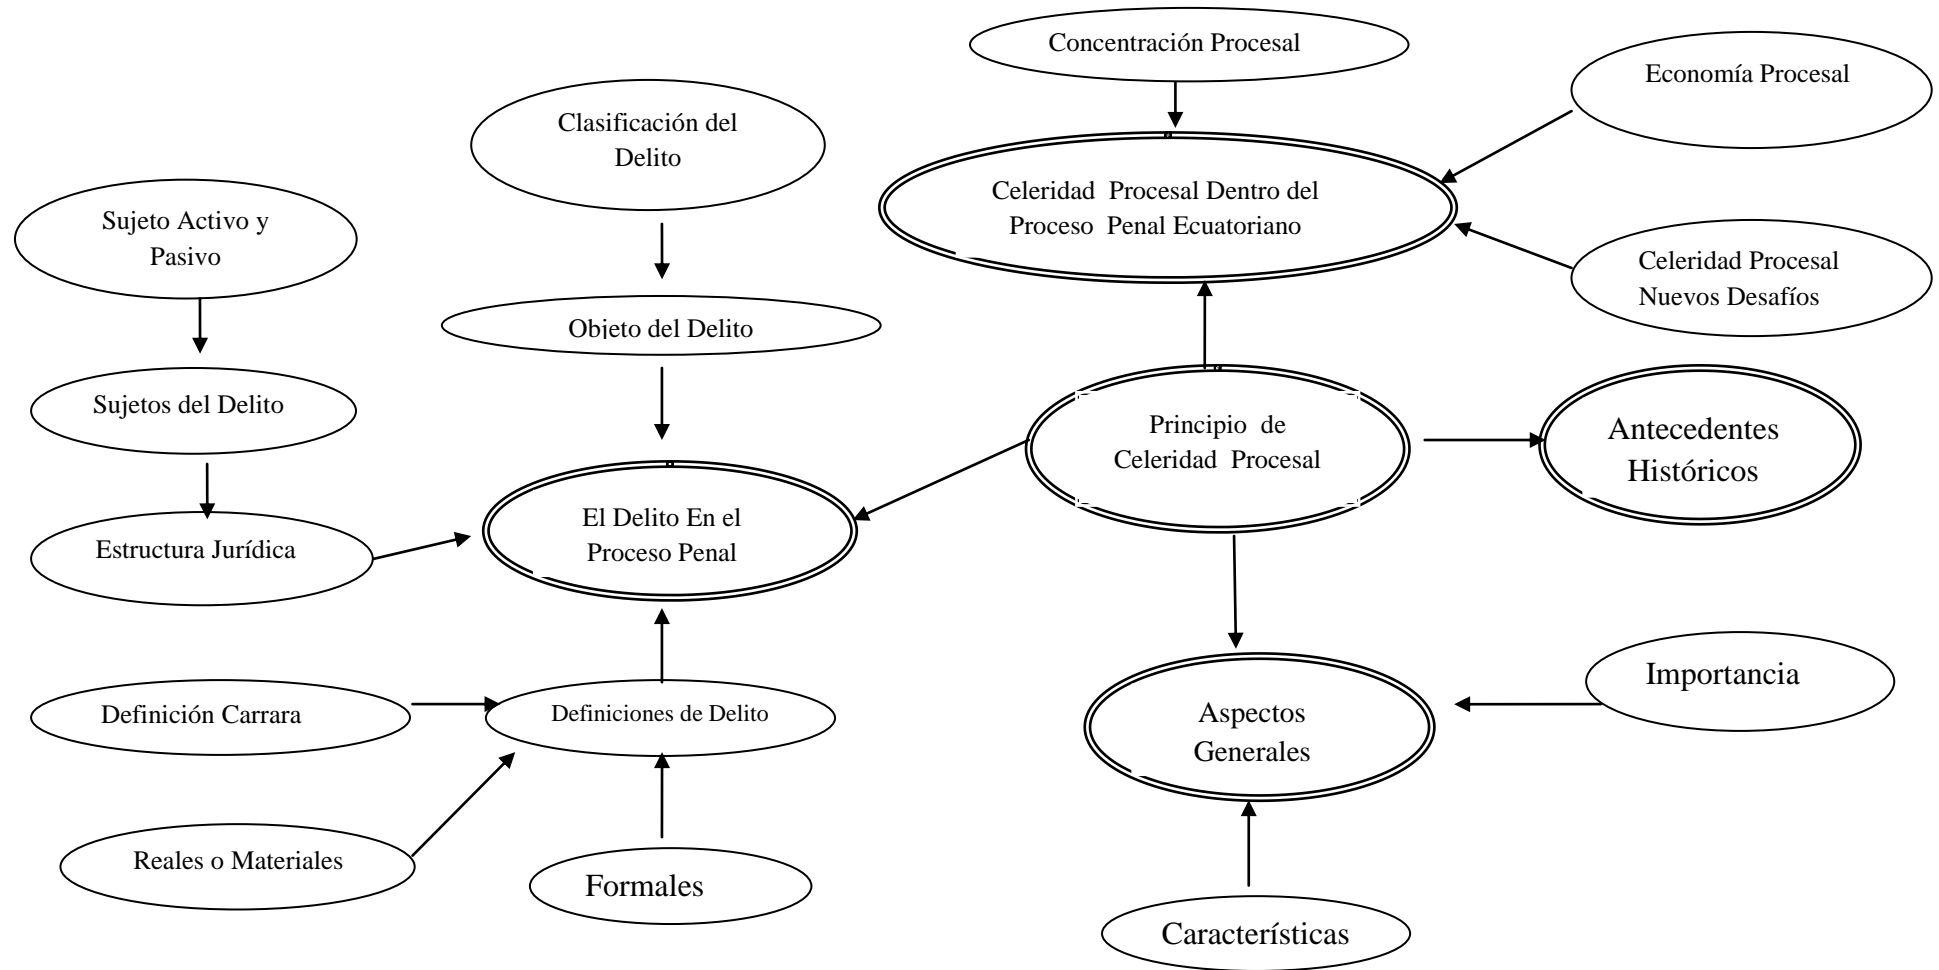 Concentración Procesal
Economía Procesal
Clasificación del
Delito
Celeridad Procesal Dentro del
Proceso Penal Ecuatoriano
Sujeto Activo y
Pasivo
Celeridad Procesal
Nuevos Desafíos
Objeto del Delito
Sujetos del Delito
Principio de
Celeridad Procesal
Antecedentes
Históricos
El Delito En el
Proceso Penal
Estructura Jurídica
Importancia
Definición Carrara
Definiciones de Delito
Aspectos
Generales
Reales o Materiales
Formales
Características